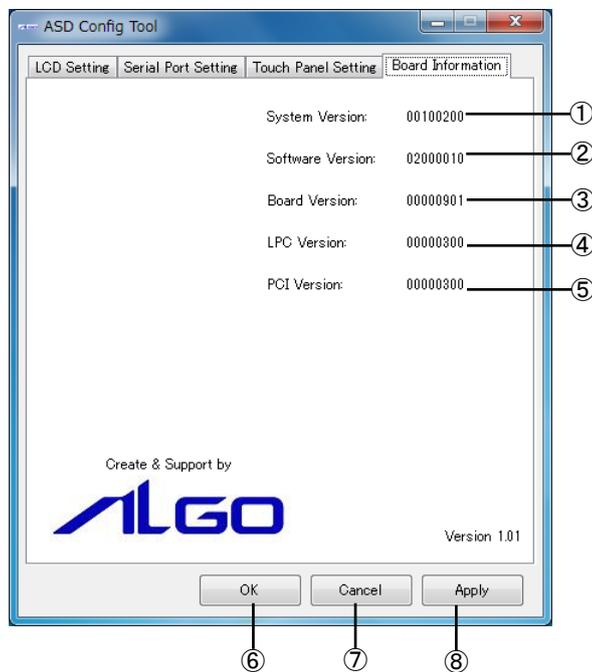 ASD Config Tool
LCD Setting Serial Port Setting Touch Panel Setting Board Information
System Version: 00100200 ①
Software Version: 02000010 ②
Board Version: 00000901 ③
LPC Version: 00000300 ④
PCI Version: 00000300 ⑤
Create & Support by
ALGO
Version 1.01
OK Cancel Apply
⑥ ⑦ ⑧